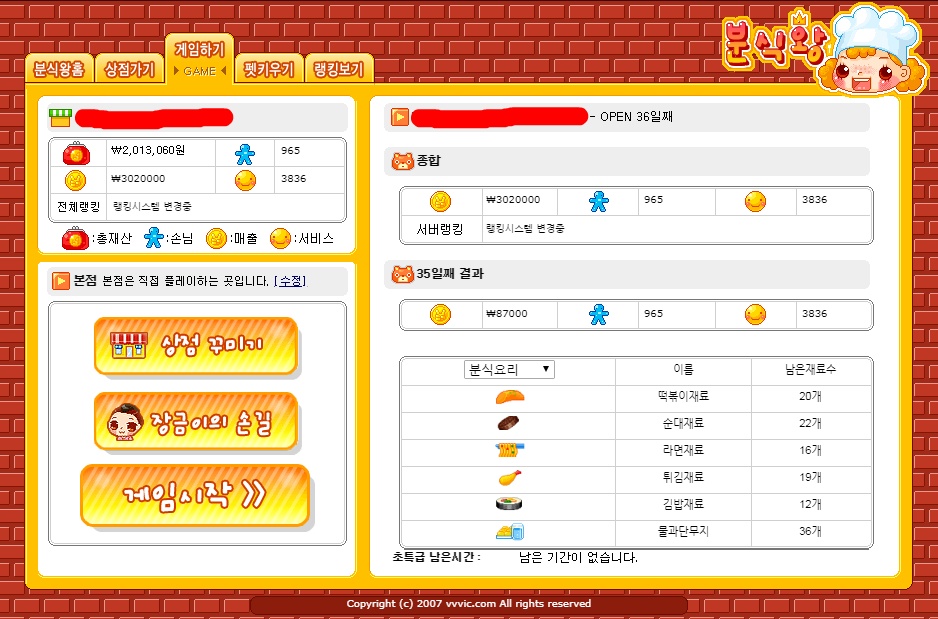 분식왕
분식왕홈 상점가기 게임하기 펫키우기 랭킹보기
▶ GAME ◀
₩2,013,060원 965
₩3020000 3836
전체랭킹 랭킹시스템 변경중
:총재산 :손님 :매출 :서비스
본점 본점은 직접 플레이하는 곳입니다. [수정]
상점 꾸미기
장금이의 손길
게임시작 》
- OPEN 36일째
종합
₩3020000 965 3836
서버랭킹 랭킹시스템 변경중
35일째 결과
₩87000 965 3836
분식요리 ▼ 이름 남은재료수
떡볶이재료 20개
순대재료 22개
라면재료 16개
튀김재료 19개
김밥재료 12개
물과단무지 36개
초특급 남은시간 : 남은 기간이 없습니다.
Copyright (c) 2007 vvvic.com All rights reserved